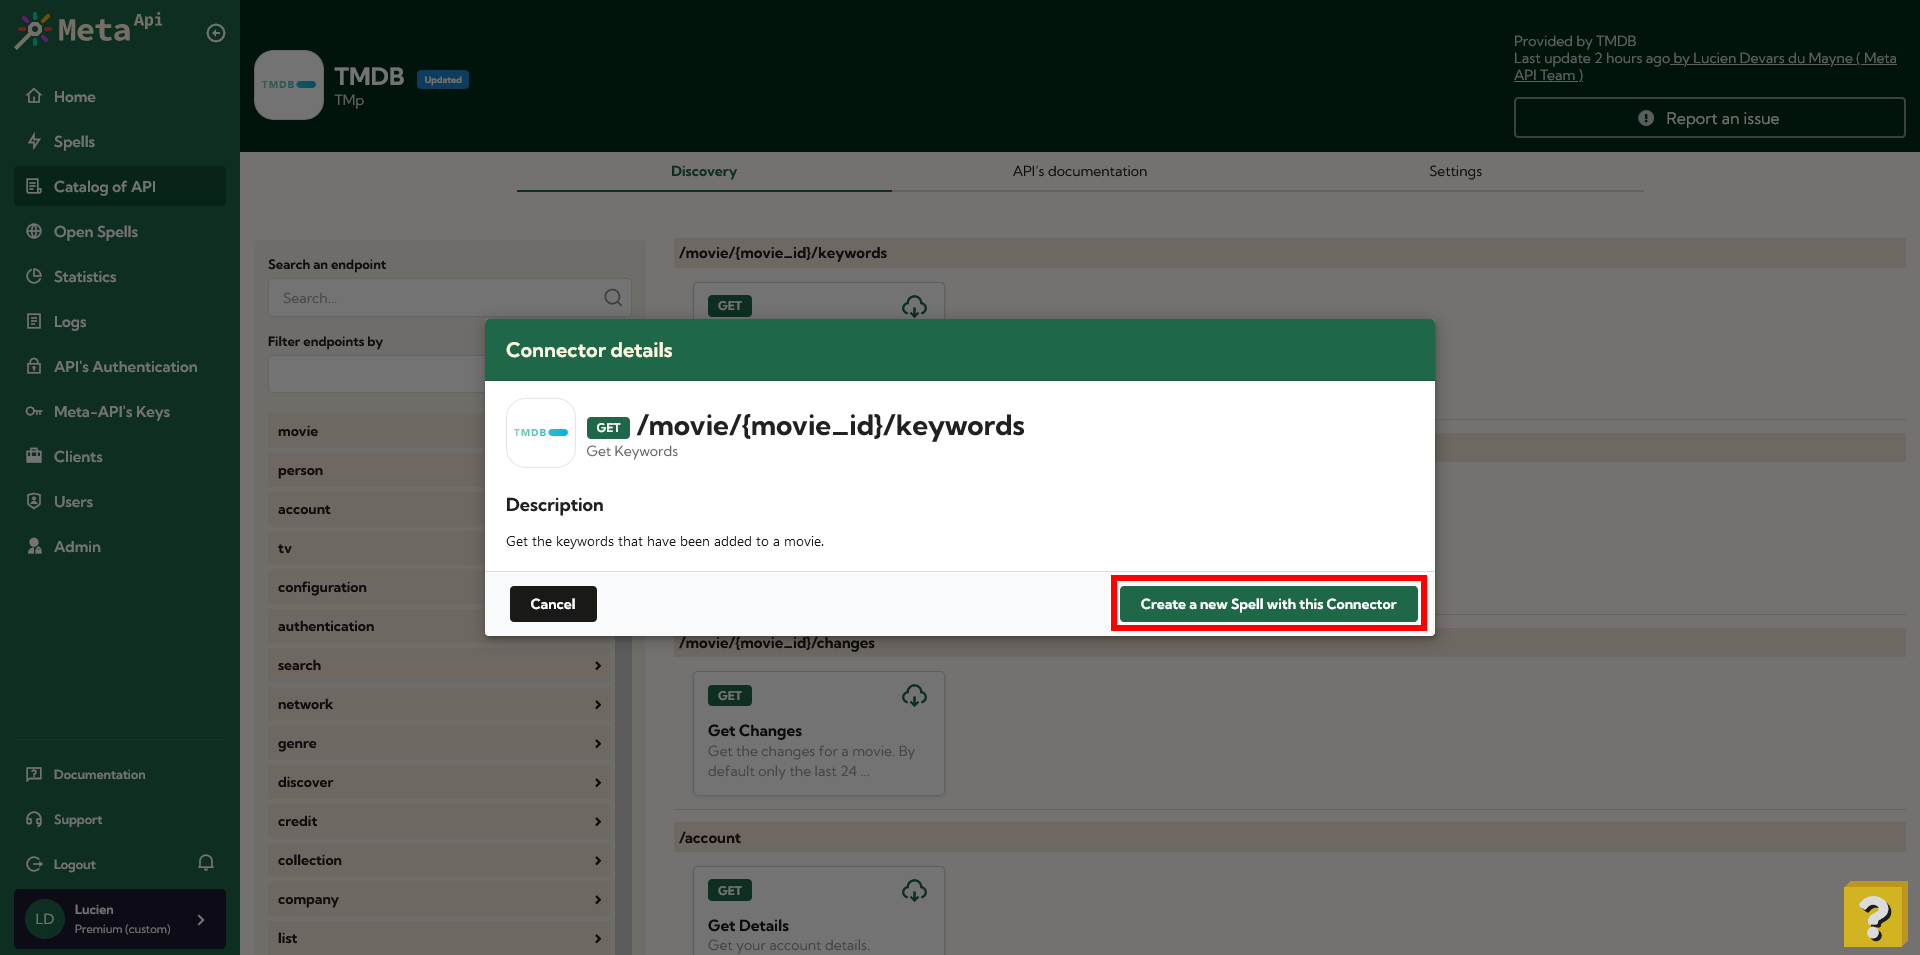 Meta Api
Home
Spells
Catalog of API
Open Spells
Statistics
Logs
API's Authentication
Meta-API's Keys
Clients
Users
Admin
Documentation
Support
Logout
LD
Lucien
Premium (custom)
TMDB
TMDB Updated
TMp
Provided by TMDB
Last update 2 hours ago by Lucien Devars du Mayne ( Meta
API Team )
Report an issue
Discovery
API's documentation
Settings
Search an endpoint
Search...
Filter endpoints by
movie
person
account
tv
configuration
authentication
search
network
genre
discover
credit
collection
company
list
/movie/{movie_id}/keywords
GET
Connector details
TMDB
GET /movie/{movie_id}/keywords
Get Keywords
Description
Get the keywords that have been added to a movie.
Cancel
Create a new Spell with this Connector
/movie/{movie_id}/changes
GET
Get Changes
Get the changes for a movie. By
default only the last 24 ...
/account
GET
Get Details
Get your account details.
?